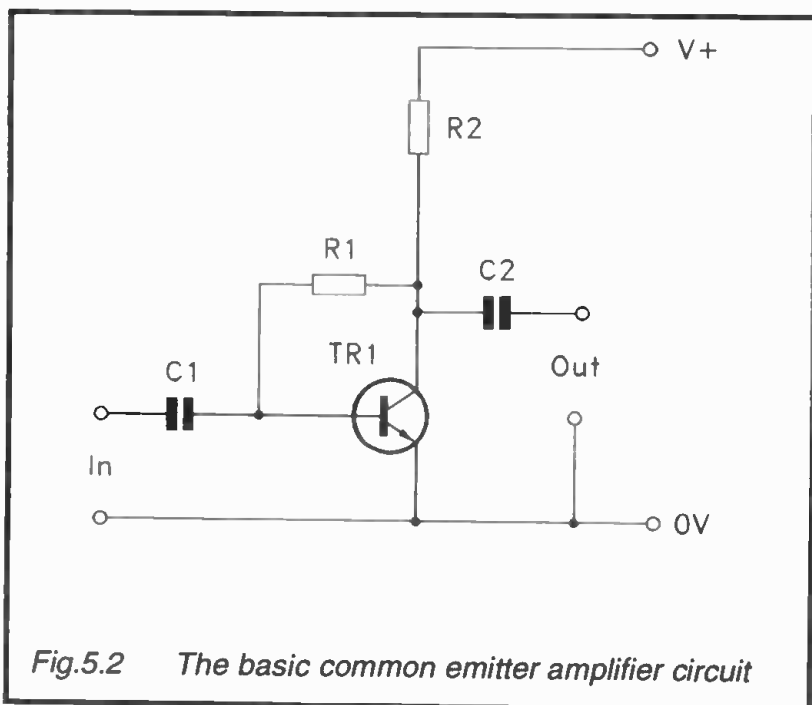 V+
R2
R1
C2
TR1
Out
C1
In
0V
Fig.5.2 The basic common emitter amplifier circuit